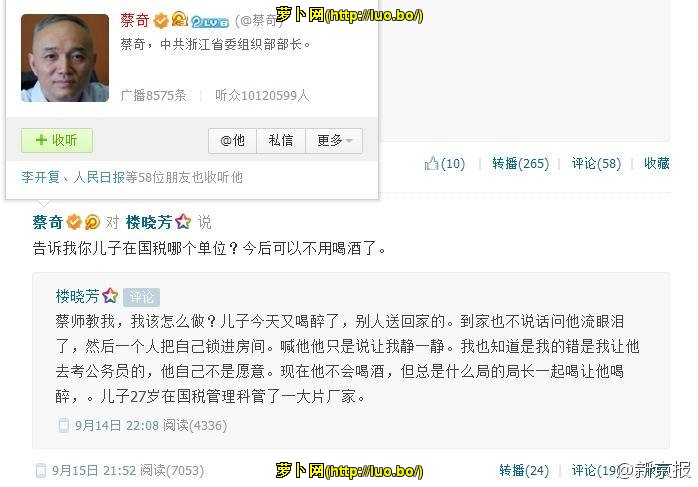 萝卜网(http://luo.bo/)
蔡奇 (@蔡奇)
蔡奇，中共浙江省委组织部部长。
广播8575条 | 听众10120599人
+ 收听 @他 私信 更多
李开复、人民日报等58位朋友也收听他
(10) | 转播(265) | 评论(58) | 收藏
蔡奇 对 楼晓芳 说
告诉我你儿子在国税哪个单位？今后可以不用喝酒了。
楼晓芳 评论
蔡师教我，我该怎么做？儿子今天又喝醉了，别人送回家的。到家也不说话问他流眼泪
了，然后一个人把自己锁进房间。喊他他只是说让我静一静。我也知道是我的错是我让他
去考公务员的，他自己不是愿意。现在他不会喝酒，但总是什么局的局长一起喝让他喝
醉，。儿子27岁在国税管理科管了一大片厂家。
9月14日 22:08 阅读(4336)
9月15日 21:52 阅读(7053)
萝卜网(http://luo.bo/)
转播(24) | 评论(19
@新京报